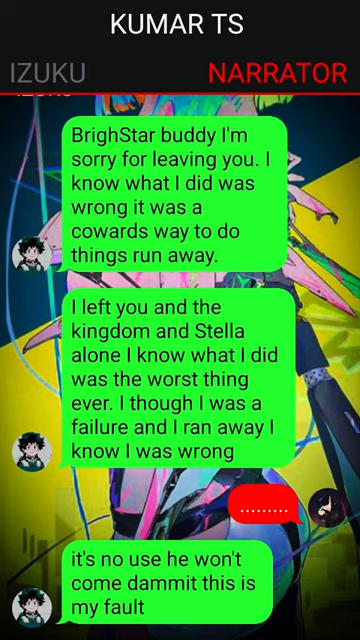 KUMAR TS
IZUKU NARRATOR
BrighStar buddy I'm
sorry for leaving you. I
know what I did was
wrong it was a
cowards way to do
things run away.
I left you and the
kingdom and Stella
alone I know what I did
was the worst thing
ever. I though I was a
failure and I ran away I
know I was wrong
.........
it's no use he won't
come dammit this is
my fault